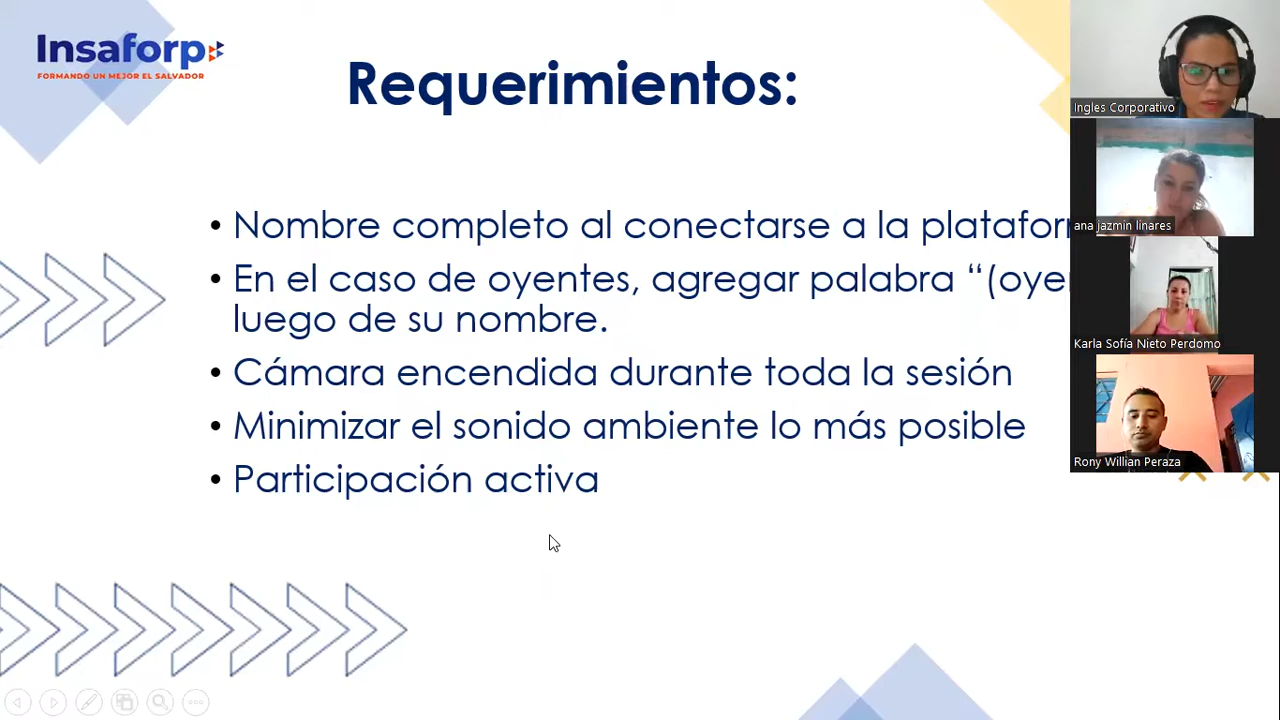 Insaforp
FORMANDO UN MEJOR EL SALVADOR
Requerimientos:
• Nombre completo al conectarse a la platafor
• En el caso de oyentes, agregar palabra “(oye
luego de su nombre.
• Cámara encendida durante toda la sesión
• Minimizar el sonido ambiente lo más posible
• Participación activa
Ingles Corporativo
ana jazmin linares
Karla Sofía Nieto Perdomo
Rony Willian Peraza